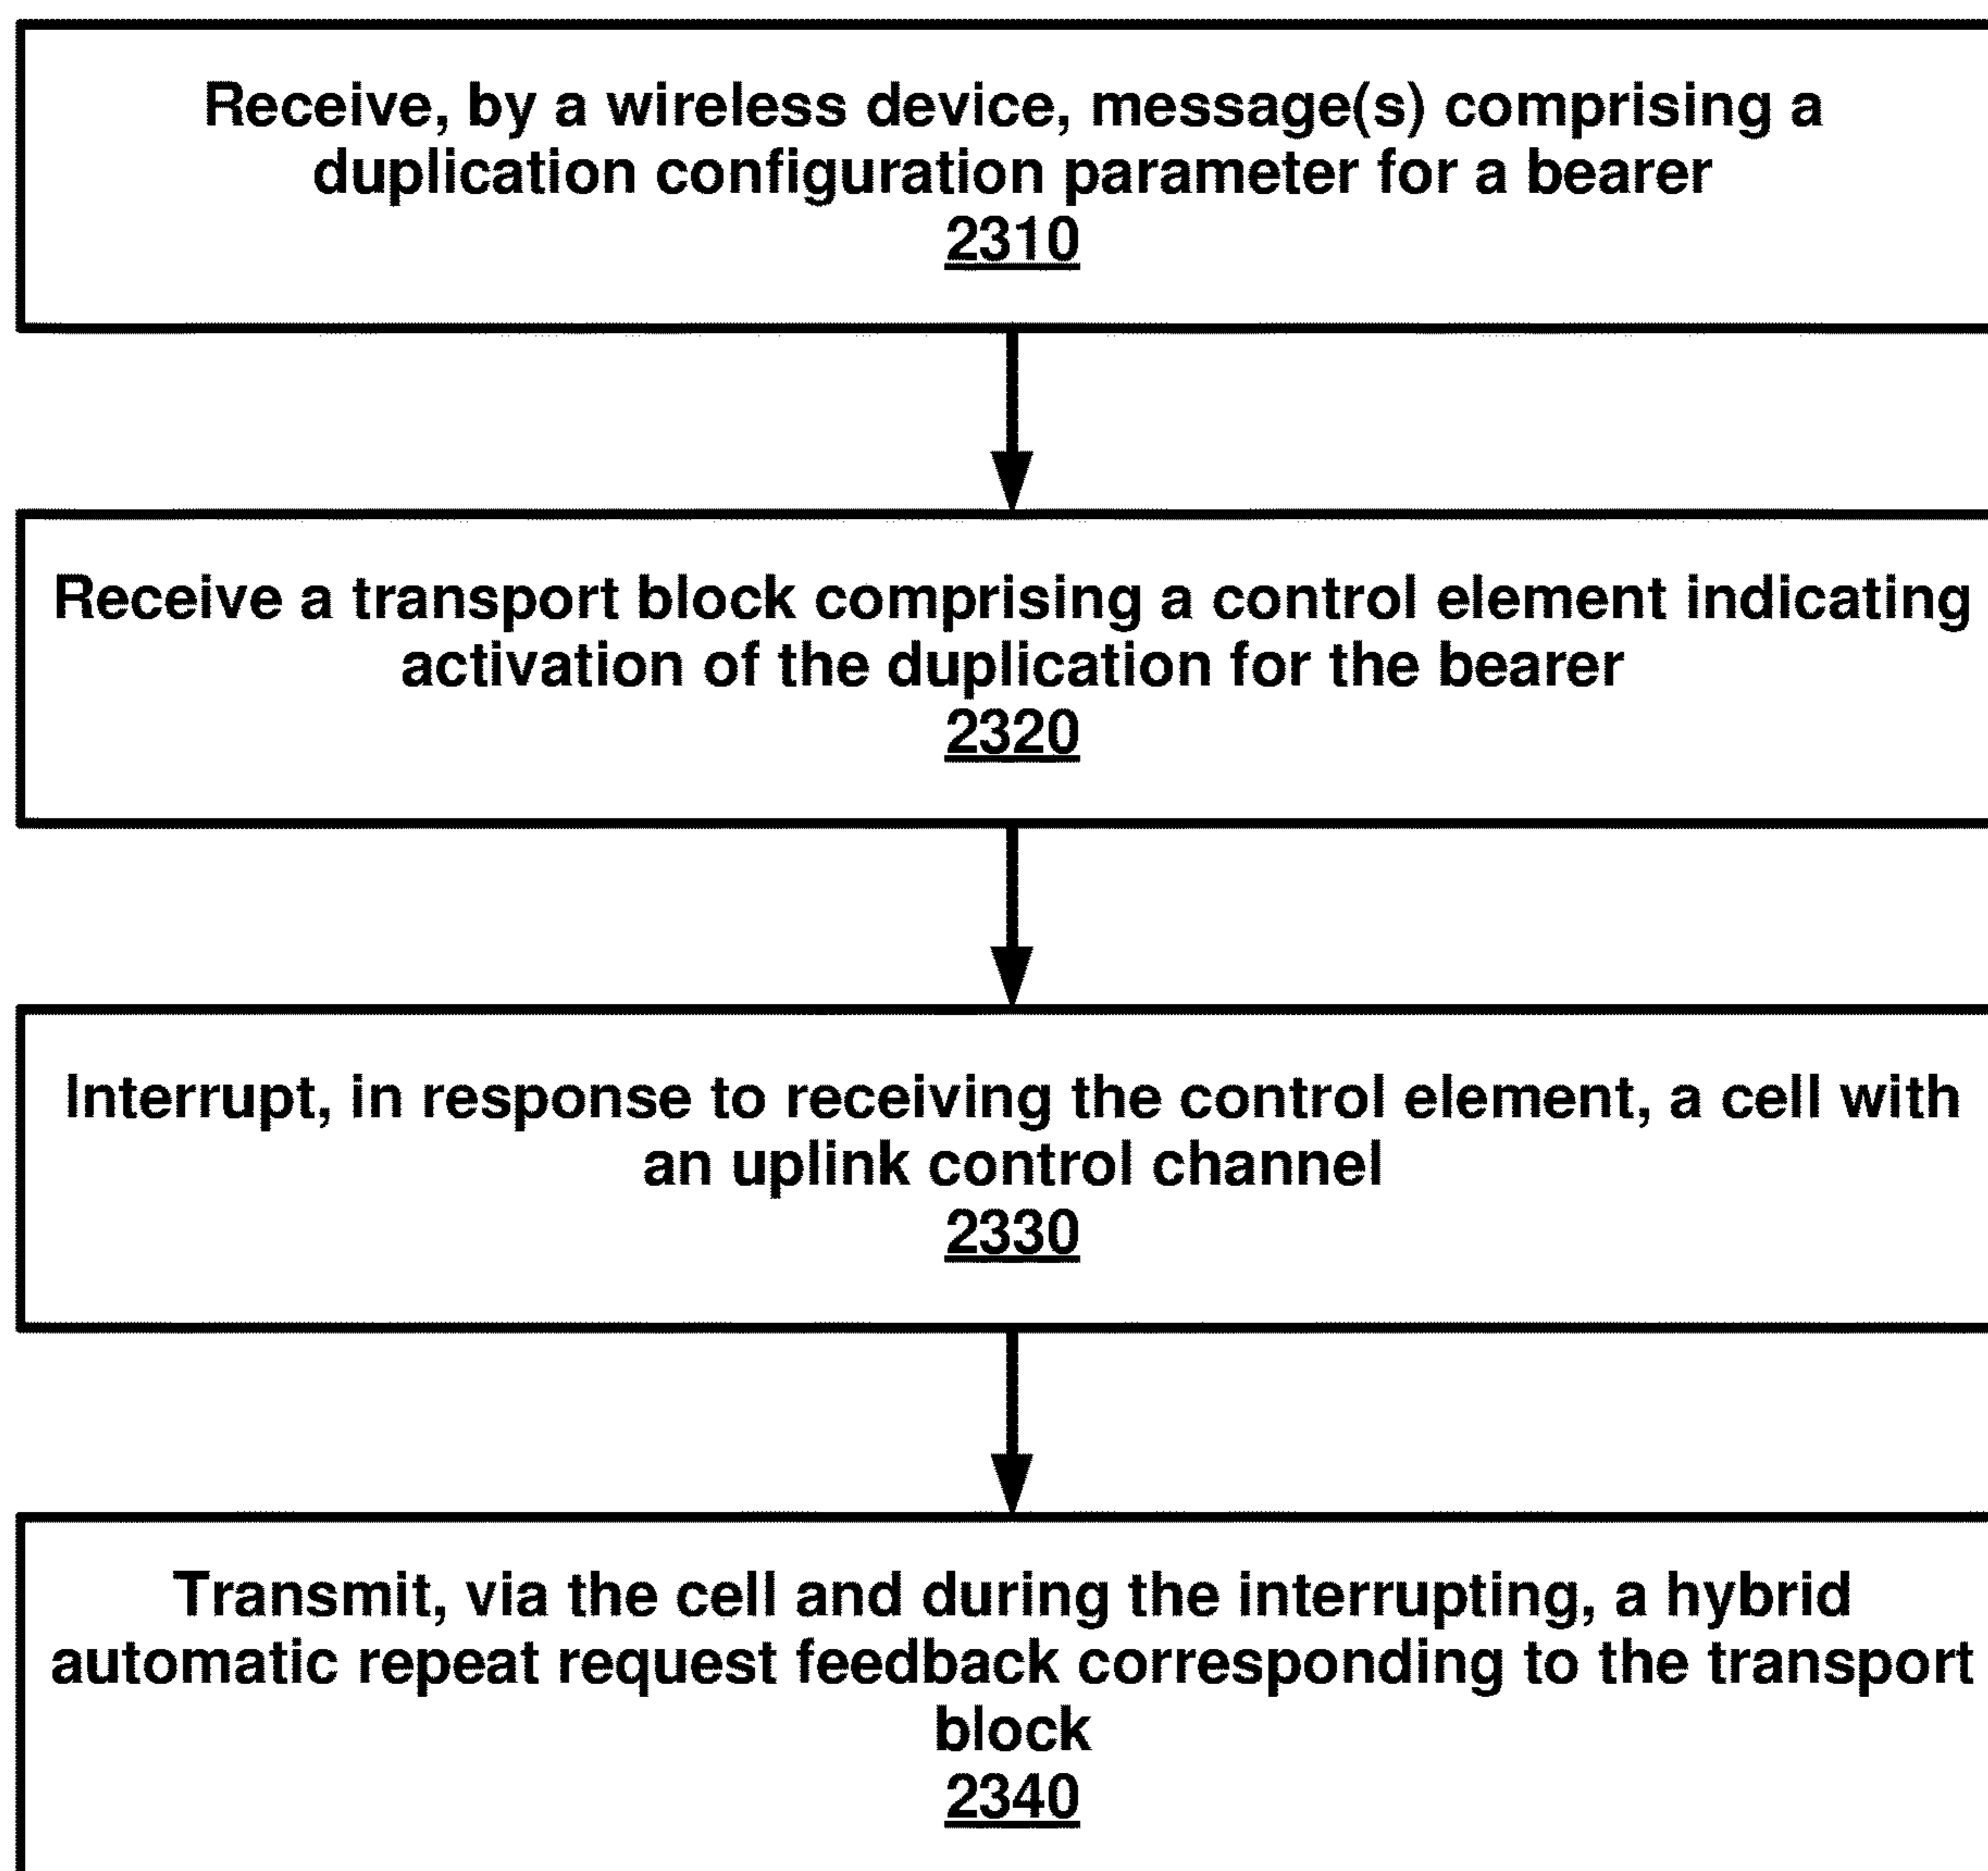 Receive, by a wireless device, message(s) comprising a
duplication configuration parameter for a bearer
2310
Receive a transport block comprising a control element indicating
activation of the duplication for the bearer
2320
Interrupt, in response to receiving the control element, a cell with
an uplink control channel
2330
Transmit, via the cell and during the interrupting, a hybrid
automatic repeat request feedback corresponding to the transport
block
2340